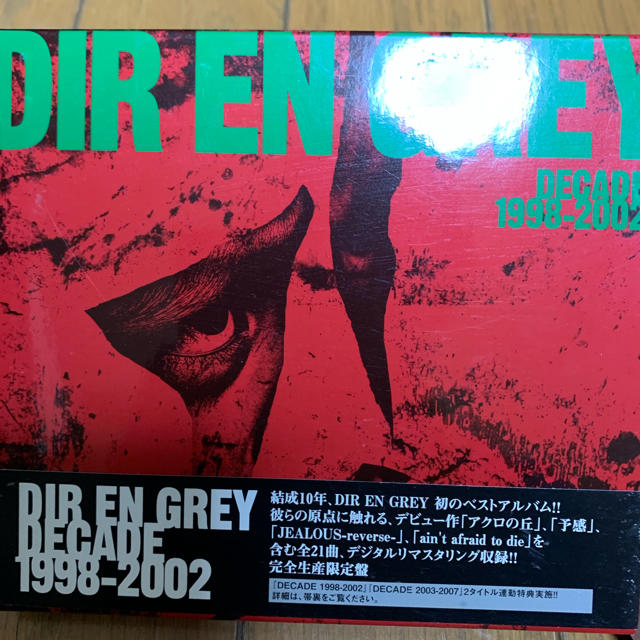 DIR EN GREY
DECADE
1998-2002
DIR EN GREY
DECADE
1998-2002
結成10年、DIR EN GREY 初のベストアルバム!!
彼らの原点に触れる、デビュー作「アクロの丘」、「予感」、
「JEALOUS-reverse-」、「ain't afraid to die」を
含む全21曲、デジタルリマスタリング収録!!
完全生産限定盤
『DECADE 1998-2002』『DECADE 2003-2007』2タイトル連動特典実施!!
詳細は、帯裏をご覧ください。